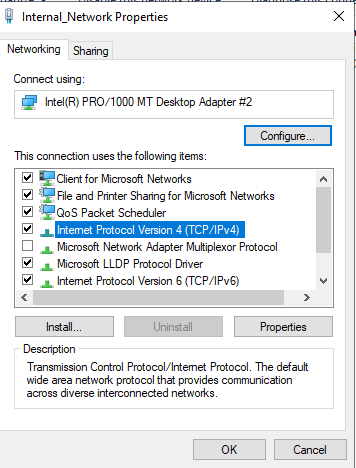 Internal_Network Properties
Networking
Sharing
Connect using:
Intel(R) PRO/1000 MT Desktop Adapter #2
Configure...
This connection uses the following items:
Client for Microsoft Networks
File and Printer Sharing for Microsoft Networks
QoS Packet Scheduler
Internet Protocol Version 4 (TCP/IPv4)
Microsoft Network Adapter Multiplexor Protocol
Microsoft LLDP Protocol Driver
Internet Protocol Version 6 (TCP/IPv6)
Install...
Uninstall
Properties
Description
Transmission Control Protocol/Internet Protocol. The default
wide area network protocol that provides communication
across diverse interconnected networks.
OK
Cancel